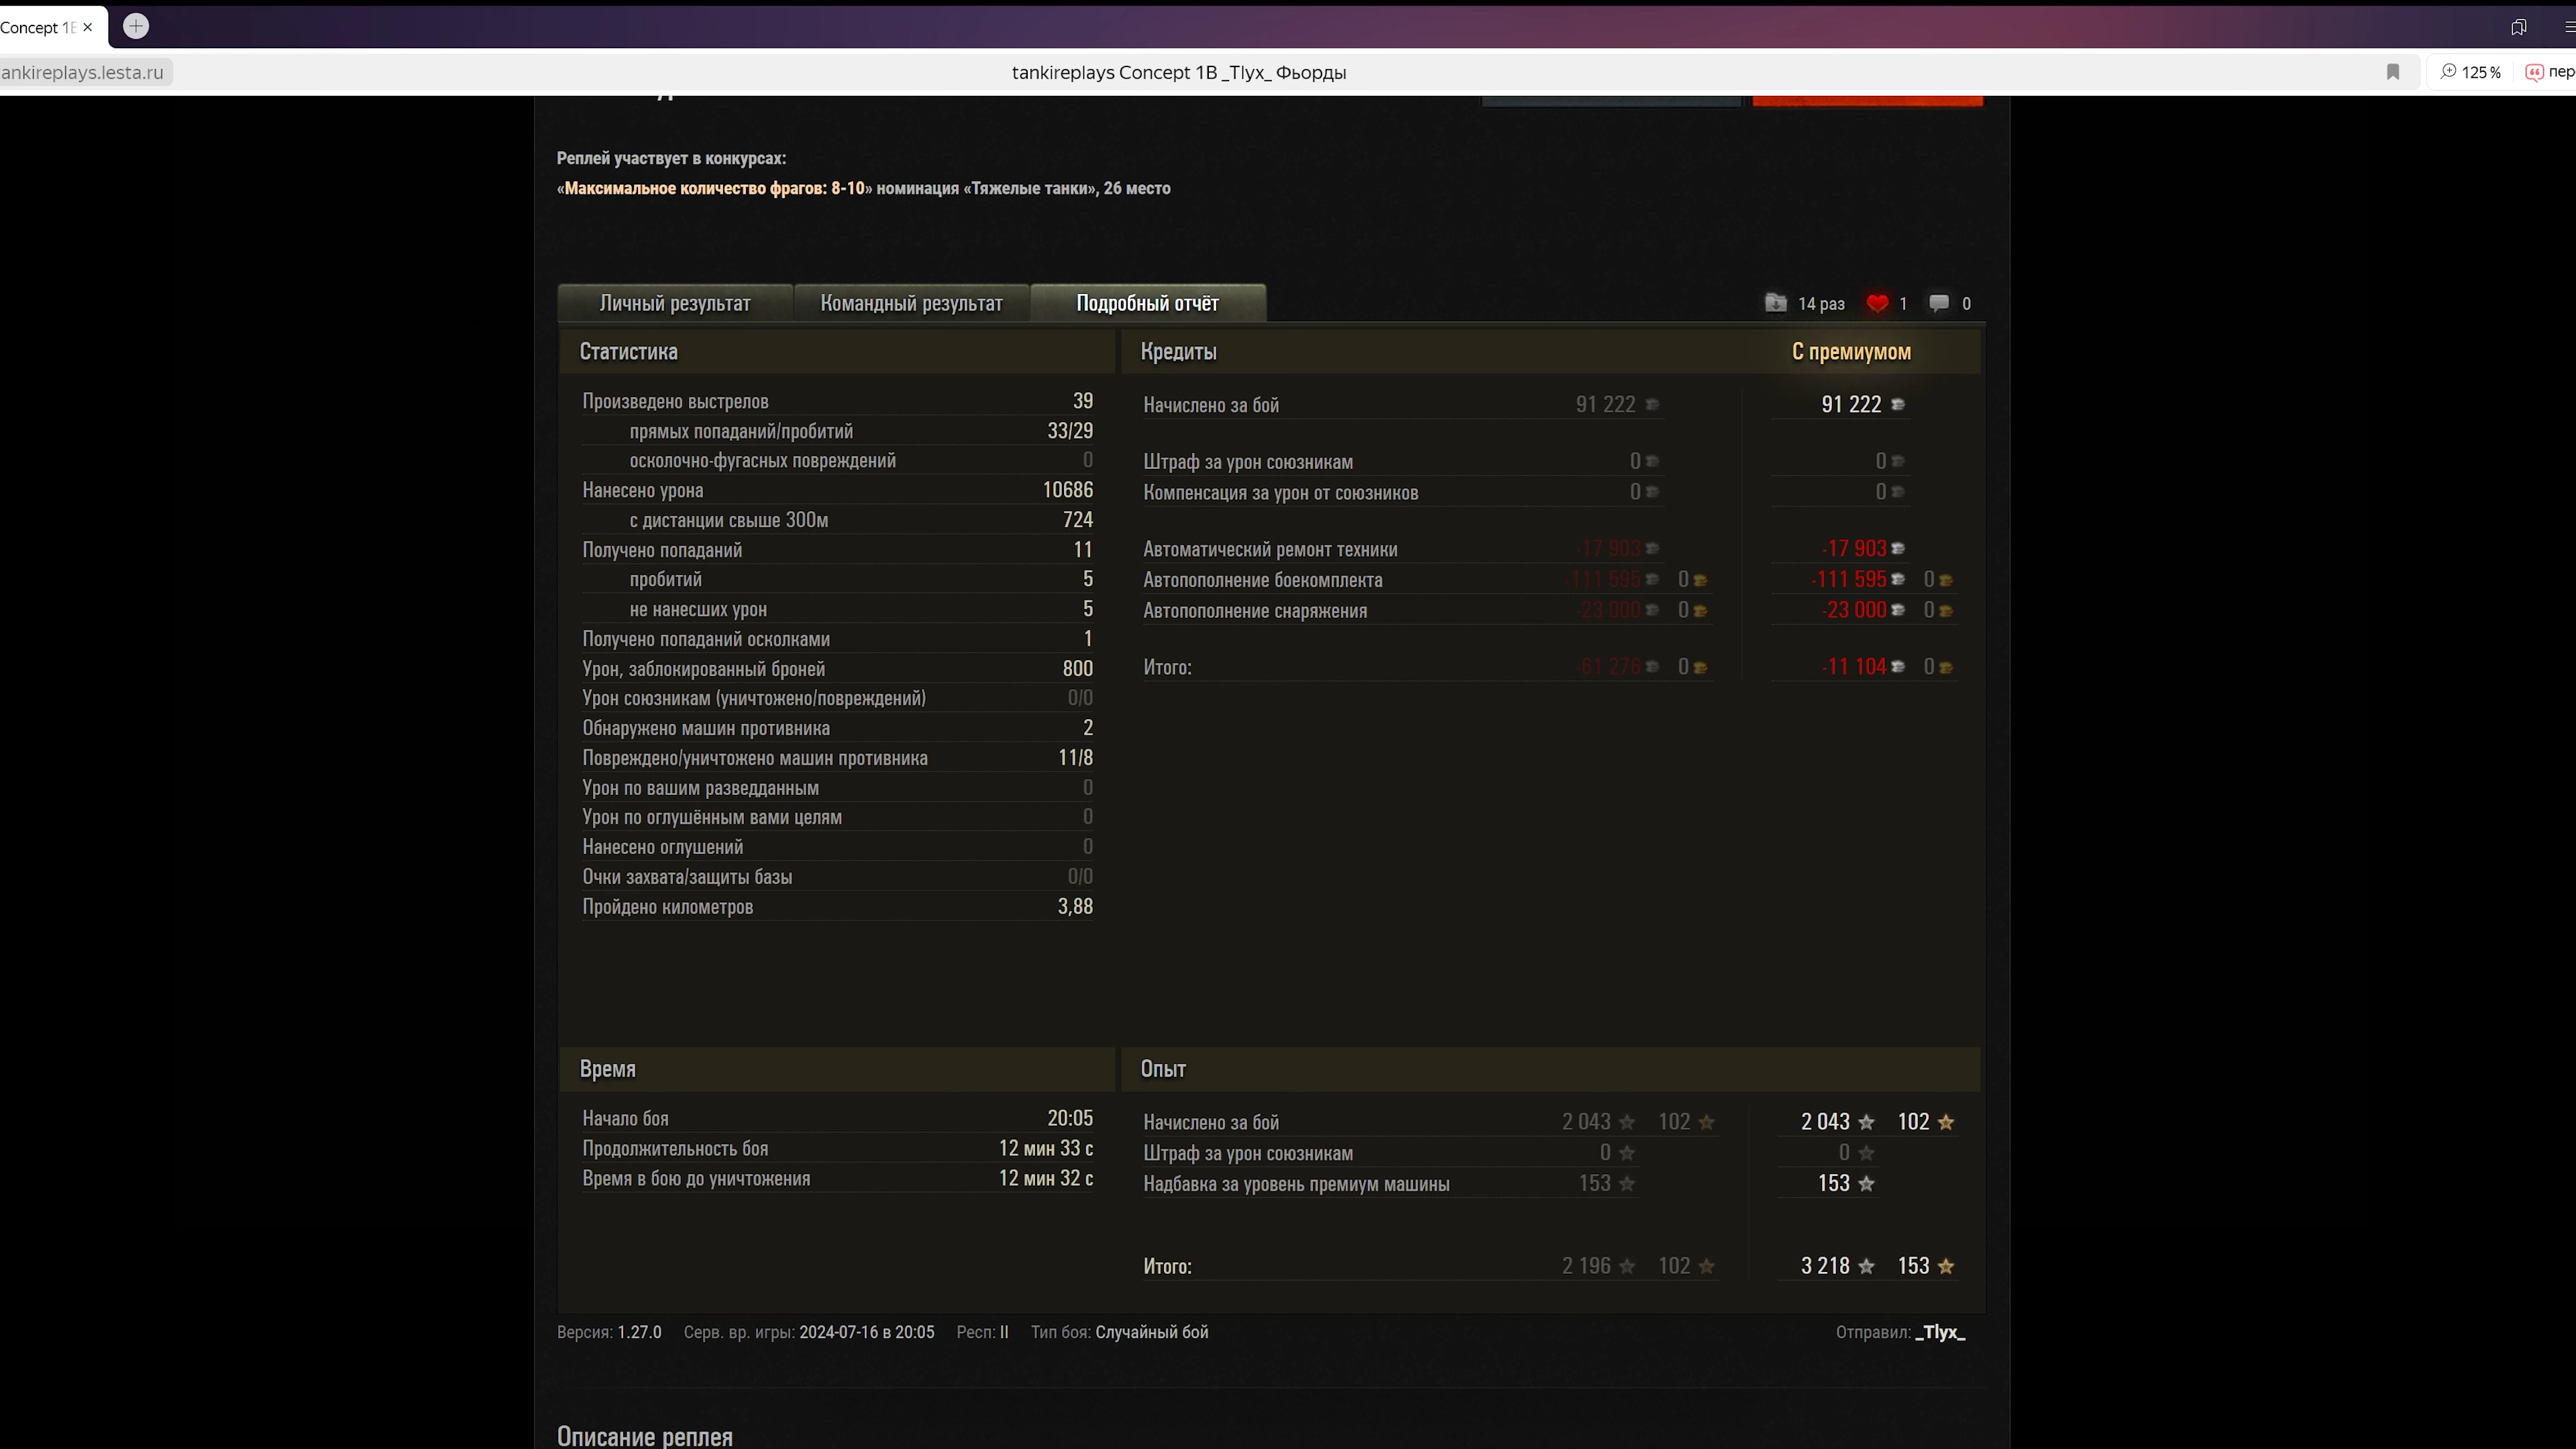 Concept 1
ankireplays.lesta.ru
tankireplays Concept 1B _Tlyx_ Фьорды
125 %
пер
Реплей участвует в конкурсах:
«Максимальное количество фрагов: 8-10» номинация «Тяжелые танки», 26 место
Личный результат Командный результат Подробный отчёт 14 раз 1 0
Статистика
Произведено выстрелов 39
прямых попаданий/пробитий 33/29
осколочно-фугасных повреждений 0
Нанесено урона 10686
с дистанции свыше 300м 724
Получено попаданий 11
пробитий 5
не нанесших урон 5
Получено попаданий осколками 1
Урон, заблокированный броней 800
Урон союзникам (уничтожено/повреждений) 0/0
Обнаружено машин противника 2
Повреждено/уничтожено машин противника 11/8
Урон по вашим разведданным 0
Урон по оглушённым вами целям 0
Нанесено оглушений 0
Очки захвата/защиты базы 0/0
Пройдено километров 3,88
Кредиты С премиумом
Начислено за бой 91 222 91 222
Штраф за урон союзникам 0 0
Компенсация за урон от союзников 0 0
Автоматический ремонт техники -17 903 -17 903
Автопополнение боекомплекта -111 595 0 -111 595 0
Автопополнение снаряжения -23 000 0 -23 000 0
Итого: -61 276 0 -11 104 0
Время
Начало боя 20:05
Продолжительность боя 12 мин 33 с
Время в бою до уничтожения 12 мин 32 с
Опыт
Начислено за бой 2 043 102 2 043 102
Штраф за урон союзникам 0 0
Надбавка за уровень премиум машины 153 153
Итого: 2 196 102 3 218 153
Версия: 1.27.0 Серв. вр. игры: 2024-07-16 в 20:05 Респ: II Тип боя: Случайный бой Отправил: _Tlyx_
Описание реплея